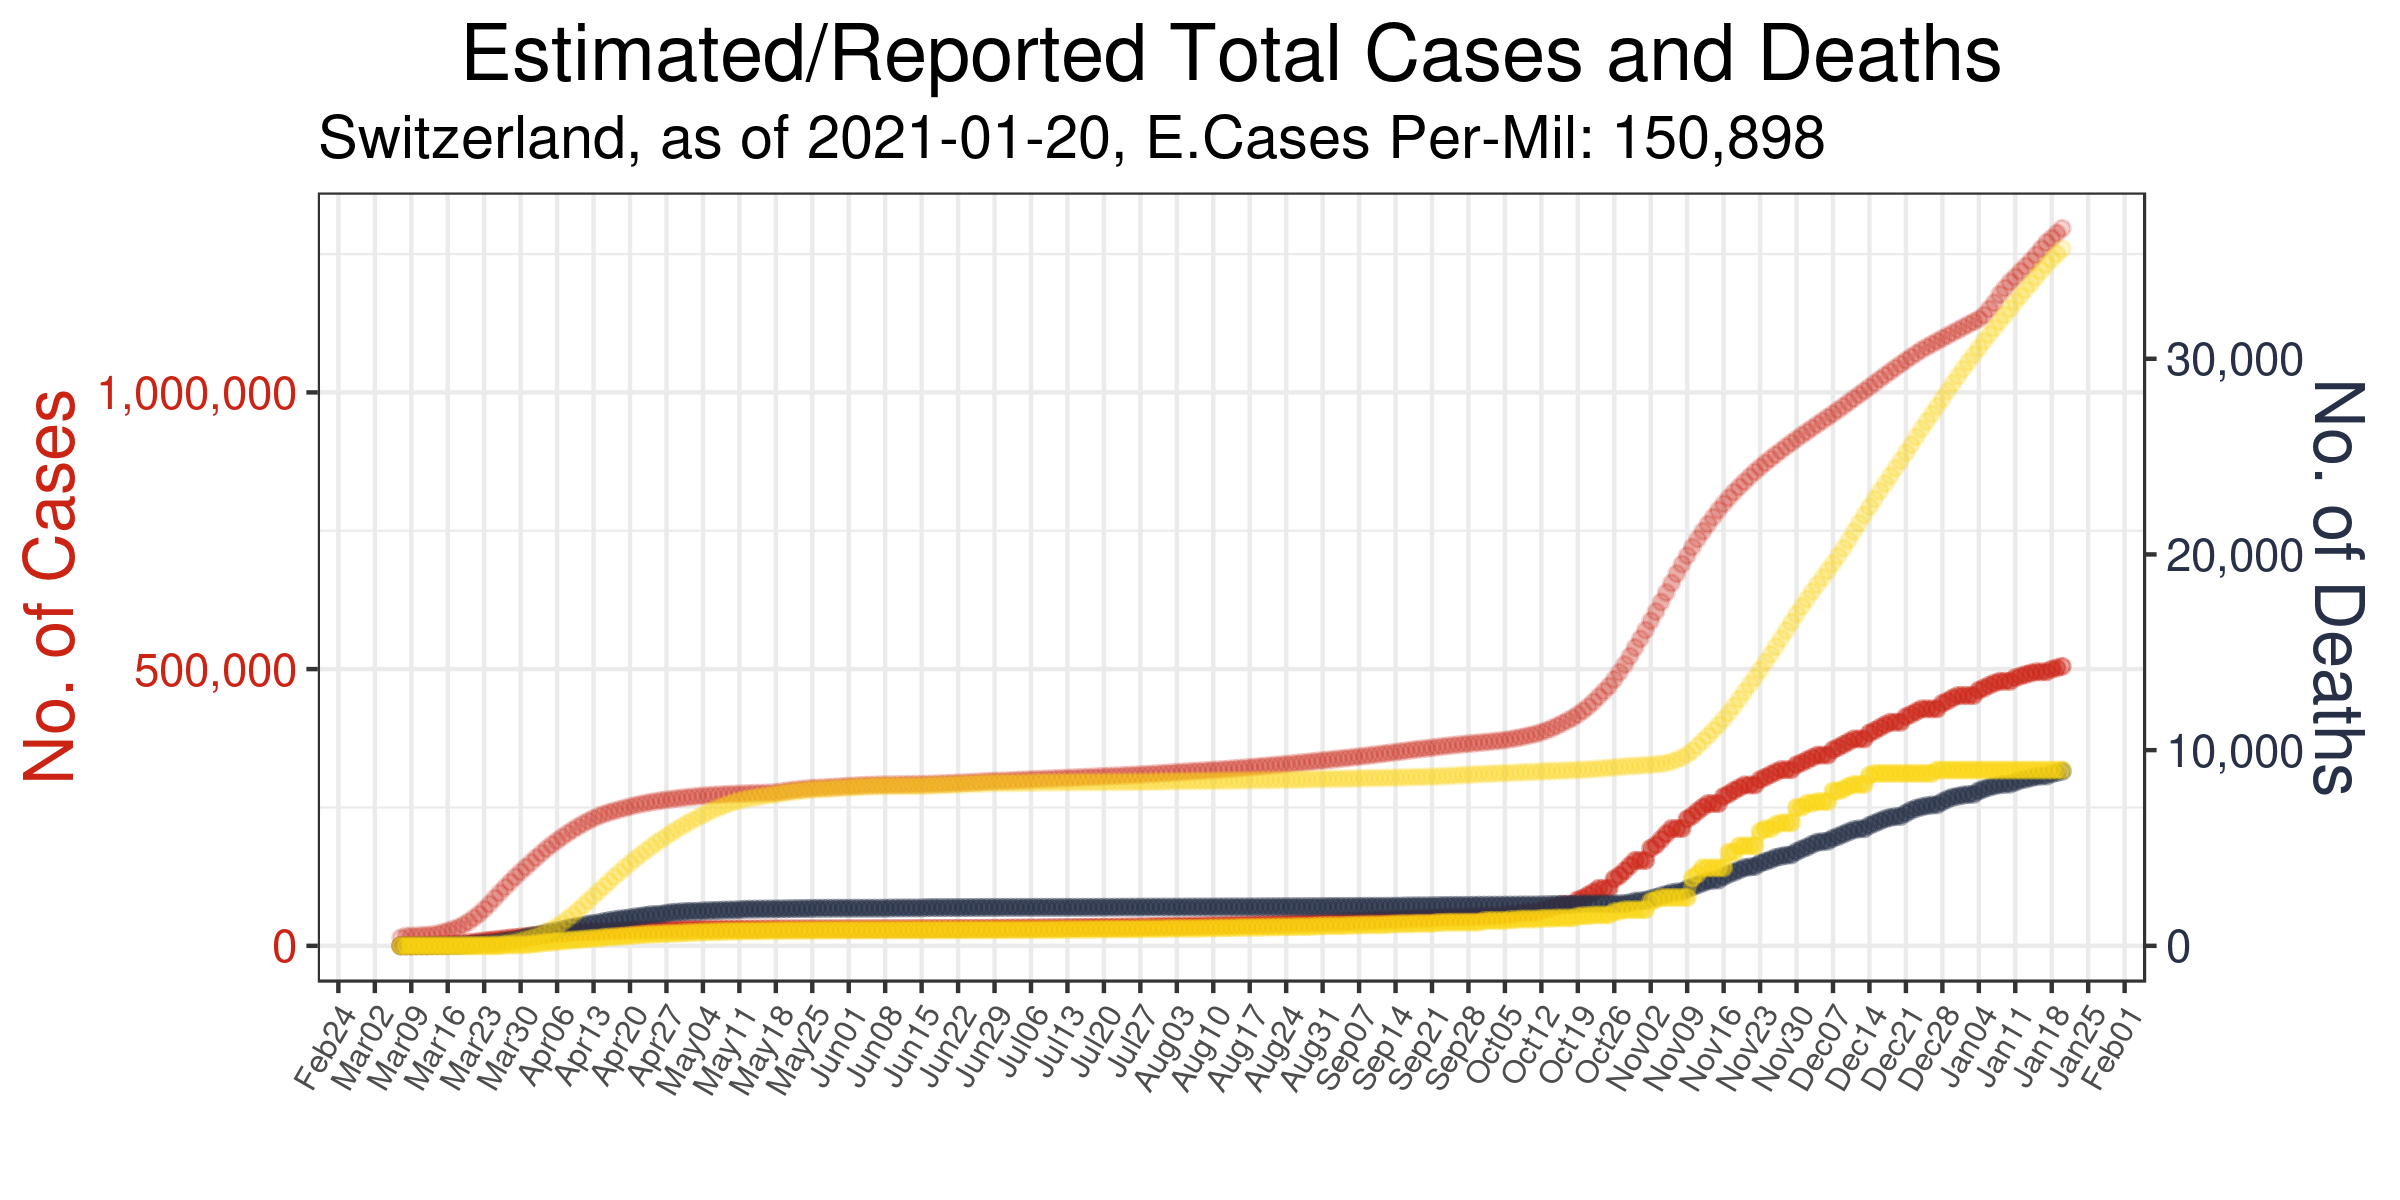 Estimated/Reported Total Cases and Deaths
Switzerland, as of 2021-01-20, E.Cases Per-Mil: 150,898
No. of Cases
1,000,000
500,000
0
30,000
20,000
10,000
0
No. of Deaths
Feb24
Mar02
Mar09
Mar16
Mar23
Mar30
Apr06
Apr13
Apr20
Apr27
May04
May11
May18
May25
Jun01
Jun08
Jun15
Jun22
Jun29
Jul06
Jul13
Jul20
Jul27
Aug03
Aug10
Aug17
Aug24
Aug31
Sep07
Sep14
Sep21
Sep28
Oct05
Oct12
Oct19
Oct26
Nov02
Nov09
Nov16
Nov23
Nov30
Dec07
Dec14
Dec21
Dec28
Jan04
Jan11
Jan18
Jan25
Feb01